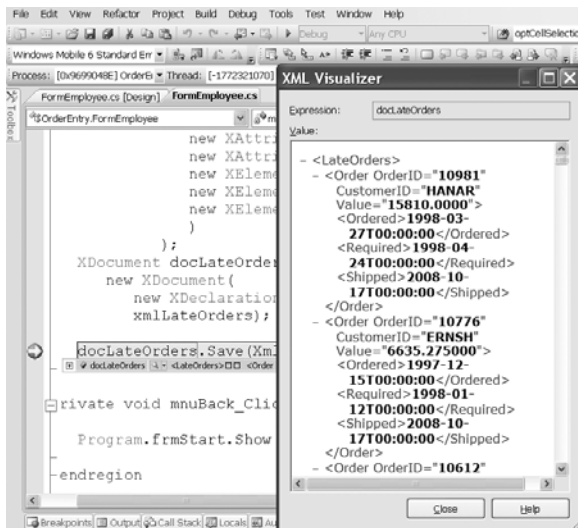 File Edit View Refactor Project Build Debug Tools Test Window Help
Debug Any CPU optCellSelectio
Windows Mobile 6 Standard Em
Process: [0x9699048E] OrderE Thread: [-1772321070]
Toolbox
FormEmployee.cs [Design] FormEmployee.cs
OrderEntry.FormEmployee
new XAttri
new XAttri
new XEleme
new XEleme
new XEleme
)
);
XDocument docLateOrder
new XDocument(
new XDeclaration
xmlLateOrders);
docLateOrders.Save(Xml
docLateOrders <LateOrders> <Order
rivate void mnuBack_Clic
Program.frmStart.Show
endregion
Breakpoints Output Call Stack Locals Au
XML Visualizer
Expression: docLateOrders
Value:
- <LateOrders>
- <Order OrderID="10981"
CustomerID="HANAR"
Value="15810.0000">
<Ordered>1998-03-
27T00:00:00</Ordered>
<Required>1998-04-
24T00:00:00</Required>
<Shipped>2008-10-
17T00:00:00</Shipped>
</Order>
- <Order OrderID="10776"
CustomerID="ERNSH"
Value="6635.275000">
<Ordered>1997-12-
15T00:00:00</Ordered>
<Required>1998-01-
12T00:00:00</Required>
<Shipped>2008-10-
17T00:00:00</Shipped>
</Order>
- <Order OrderID="10612"
Close Help